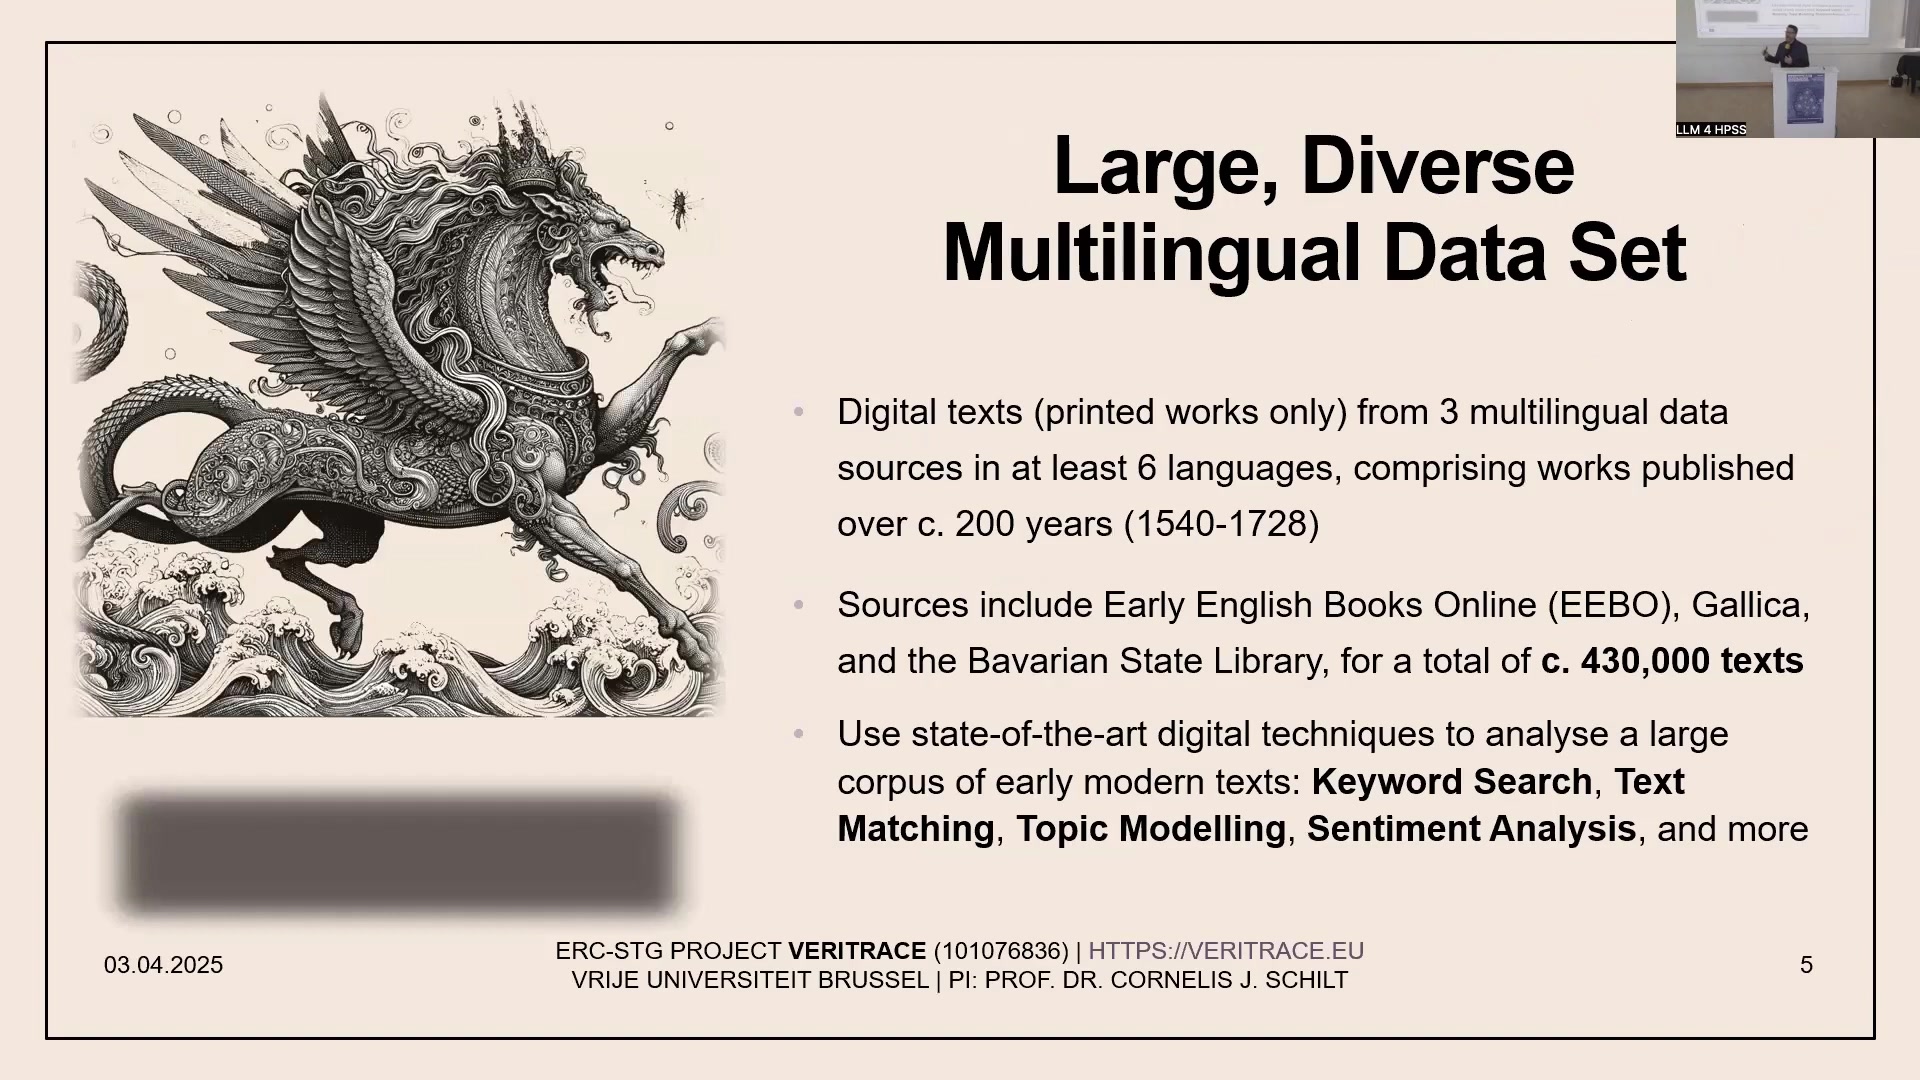 LLM 4 HPSS
Large, Diverse
Multilingual Data Set
• Digital texts (printed works only) from 3 multilingual data
sources in at least 6 languages, comprising works published
over c. 200 years (1540-1728)
• Sources include Early English Books Online (EEBO), Gallica,
and the Bavarian State Library, for a total of c. 430,000 texts
• Use state-of-the-art digital techniques to analyse a large
corpus of early modern texts: Keyword Search, Text
Matching, Topic Modelling, Sentiment Analysis, and more
03.04.2025
ERC-STG PROJECT VERITRACE (101076836) | HTTPS://VERITRACE.EU
VRIJE UNIVERSITEIT BRUSSEL | PI: PROF. DR. CORNELIS J. SCHILT
5